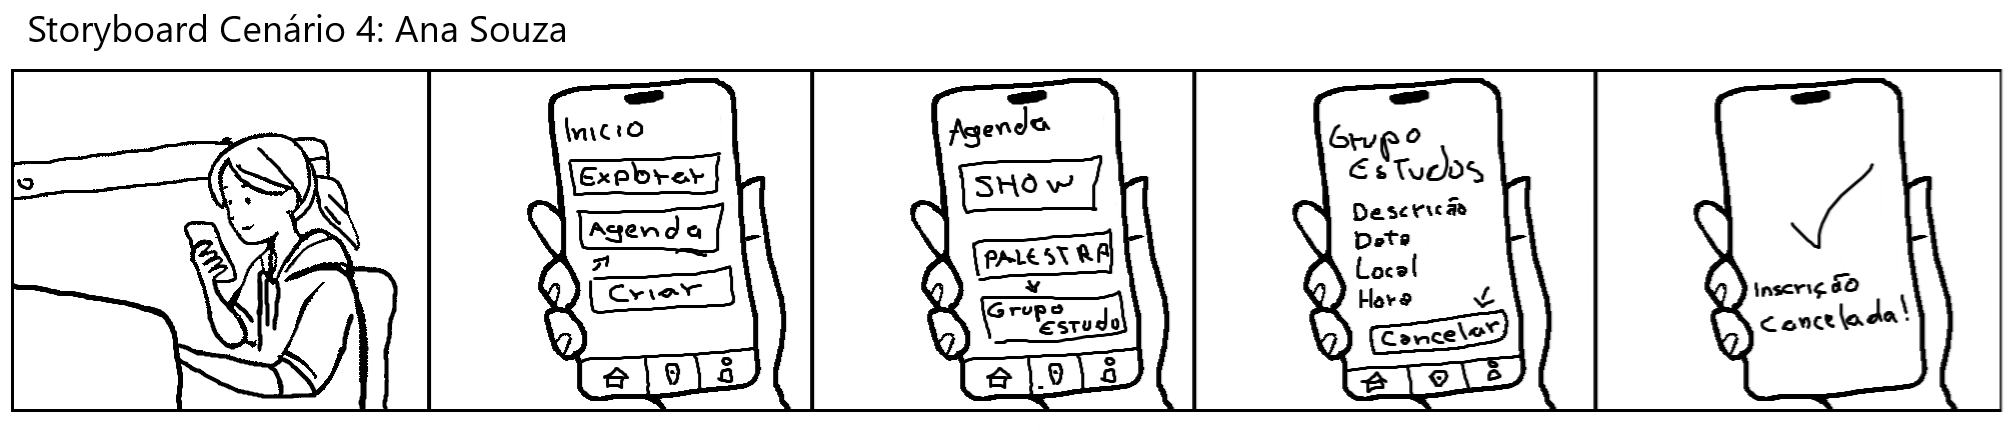 Storyboard Cenário 4: Ana Souza
Inicio
Explorar
Agenda
Criar
Agenda
SHOW
PALESTRA
Grupo
ESTUDO
Grupo
EsTudos
Descrição
Data
Local
Hora
Cancelar
Inscrição
Cancelada!